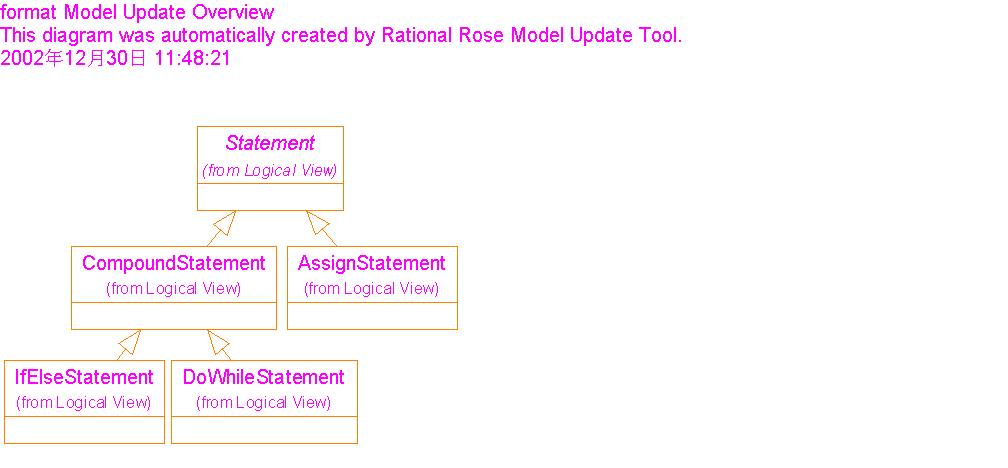 format Model Update Overview
This diagram was automatically created by Rational Rose Model Update Tool.
2002年12月30日 11:48:21
Statement
(from Logical View)
CompoundStatement
(from Logical View)
AssignStatement
(from Logical View)
IfElseStatement
(from Logical View)
DoWhileStatement
(from Logical View)